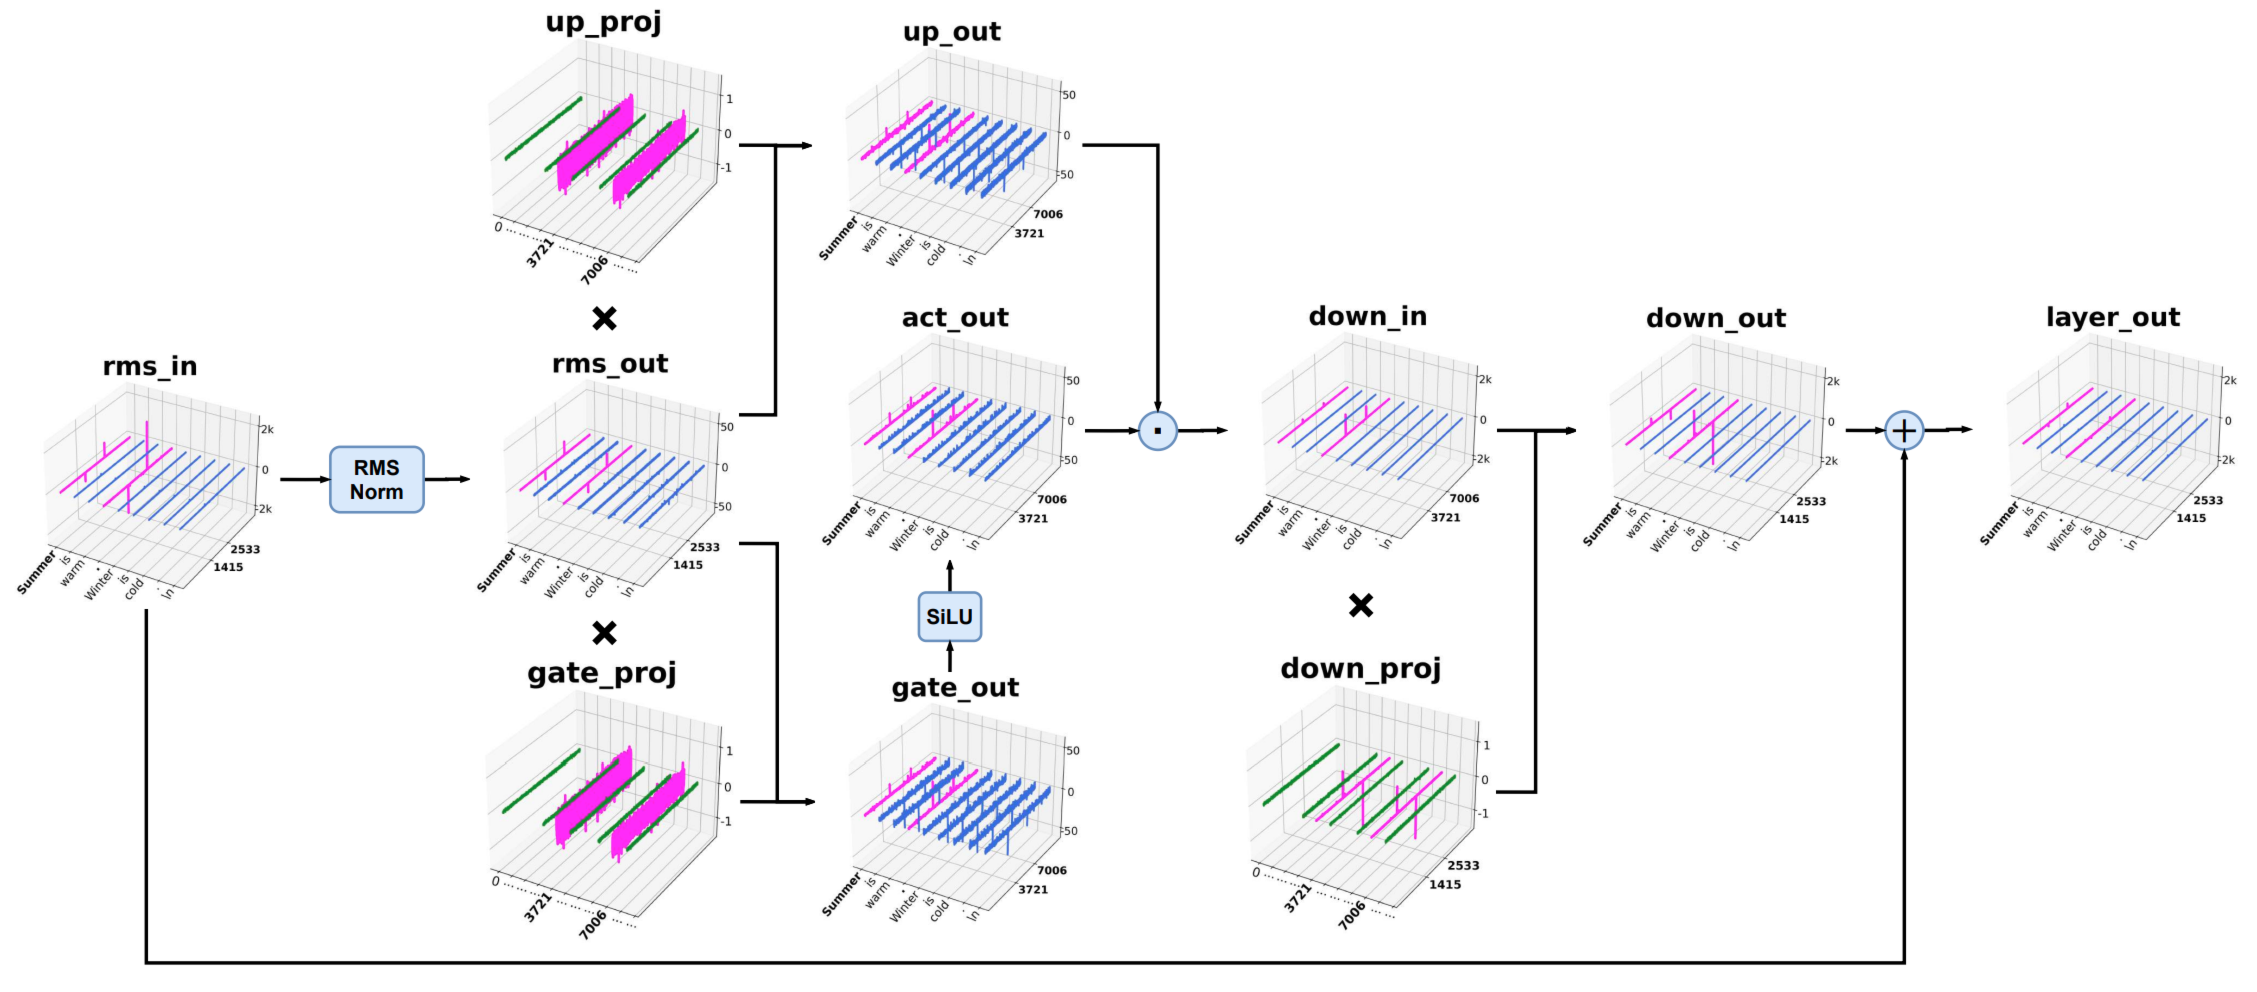 up_proj
1
0
-1
0 ........ 3721 ........ 7006 ........
up_out
50
0
-50
7006
3721
Summer
is
warm
.
Winter
is
cold
.
\n
act_out
50
0
-50
7006
3721
Summer
is
warm
.
Winter
is
cold
.
\n
down_in
2k
0
-2k
7006
3721
Summer
is
warm
.
Winter
is
cold
.
\n
down_out
2k
0
-2k
2533
1415
Summer
is
warm
.
Winter
is
cold
.
\n
layer_out
2k
0
-2k
2533
1415
Summer
is
warm
.
Winter
is
cold
.
\n
rms_in
2k
0
-2k
2533
1415
Summer
is
warm
.
Winter
is
cold
.
\n
RMS
Norm
rms_out
50
0
-50
2533
1415
Summer
is
warm
.
Winter
is
cold
.
\n
SiLU
gate_proj
1
0
-1
0 ........ 3721 ........ 7006 ........
gate_out
50
0
-50
7006
3721
Summer
is
warm
.
Winter
is
cold
.
\n
down_proj
1
0
-1
2533
1415
0 ........ 3721 ........ 7006 ........